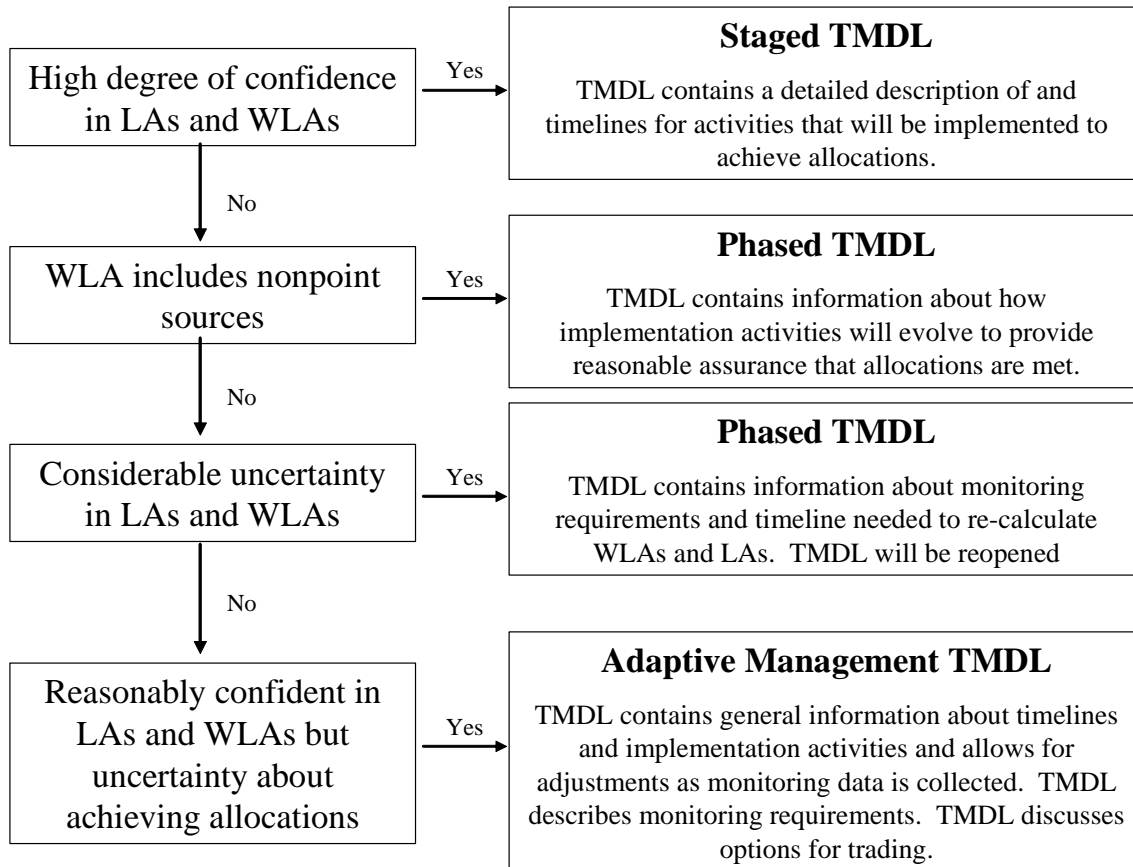 High degree of confidence
in LAs and WLAs
Yes
Staged TMDL
TMDL contains a detailed description of and
timelines for activities that will be implemented to
achieve allocations.
No
WLA includes nonpoint
sources
Yes
Phased TMDL
TMDL contains information about how
implementation activities will evolve to provide
reasonable assurance that allocations are met.
No
Considerable uncertainty
in LAs and WLAs
Yes
Phased TMDL
TMDL contains information about monitoring
requirements and timeline needed to re-calculate
WLAs and LAs.  TMDL will be reopened
No
Reasonably confident in
LAs and WLAs but
uncertainty about
achieving allocations
Yes
Adaptive Management TMDL
TMDL contains general information about timelines
and implementation activities and allows for
adjustments as monitoring data is collected.  TMDL
describes monitoring requirements.  TMDL discusses
options for trading.